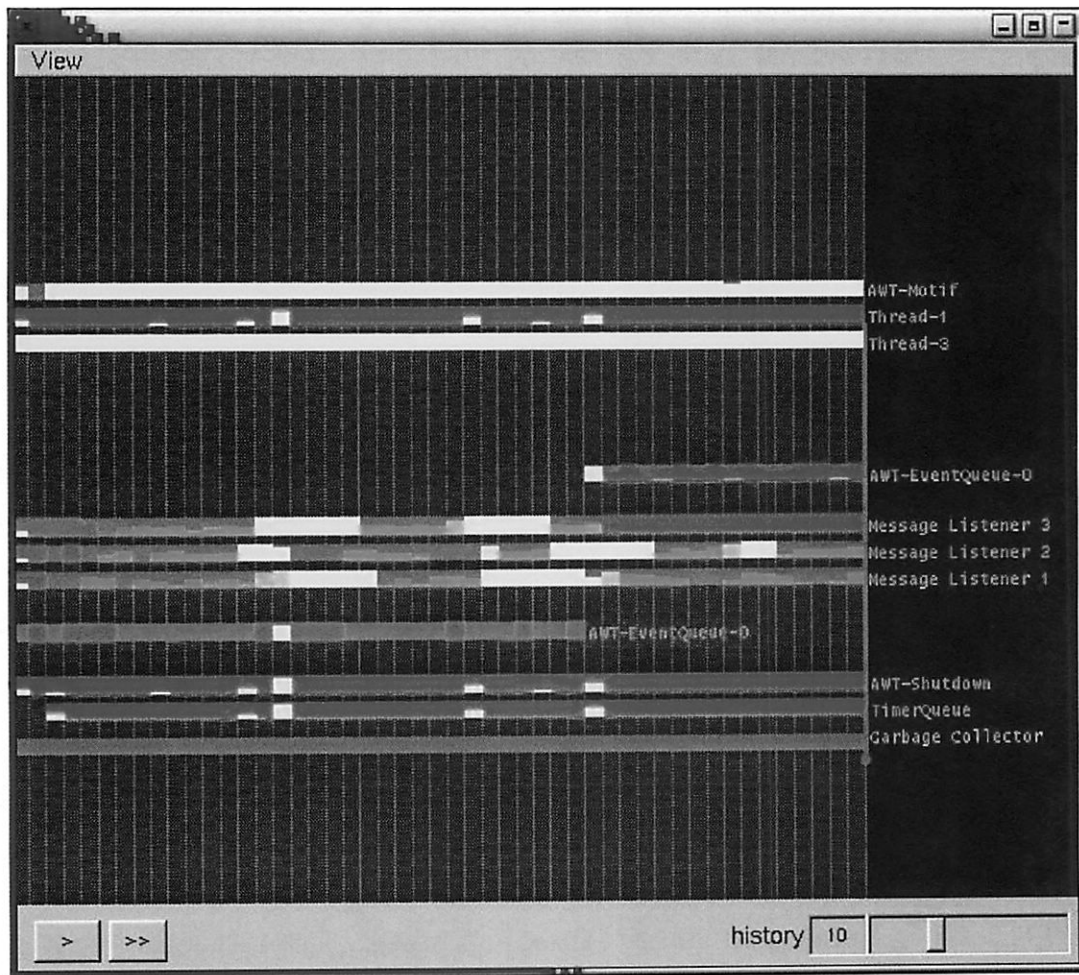 View
AWT-Motif
Thread-1
Thread-3
AWT-EventQueue-0
Message Listener 3
Message Listener 2
Message Listener 1
AWT-EventQueue-0
AWT-Shutdown
TimerQueue
Garbage Collector
> >> history 10